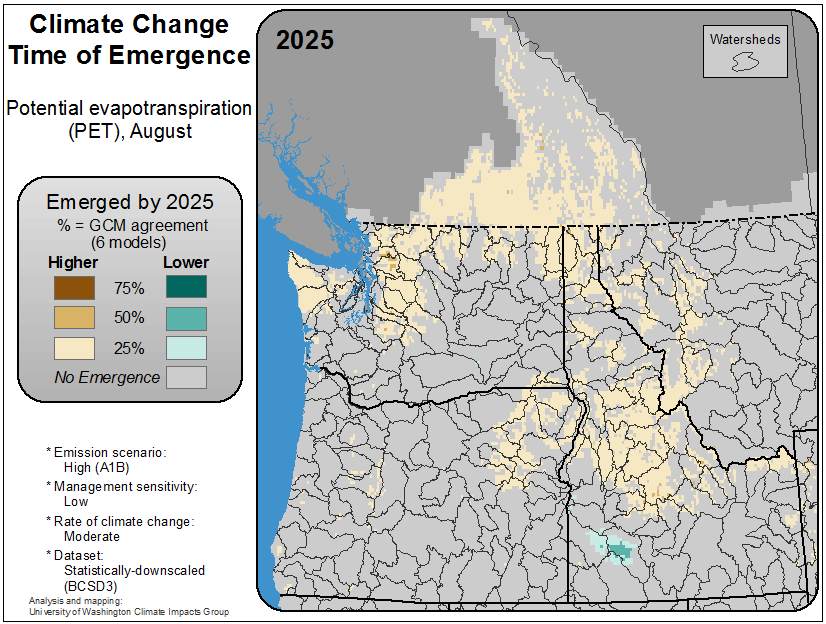 Climate Change
Time of Emergence
Potential evapotranspiration
(PET), August
2025
Watersheds
Emerged by 2025
% = GCM agreement
(6 models)
Higher Lower
75%
50%
25%
No Emergence
* Emission scenario:
High (A1B)
* Management sensitivity:
Low
* Rate of climate change:
Moderate
* Dataset:
Statistically-downscaled
(BCSD3)
Analysis and mapping:
University of Washington Climate Impacts Group